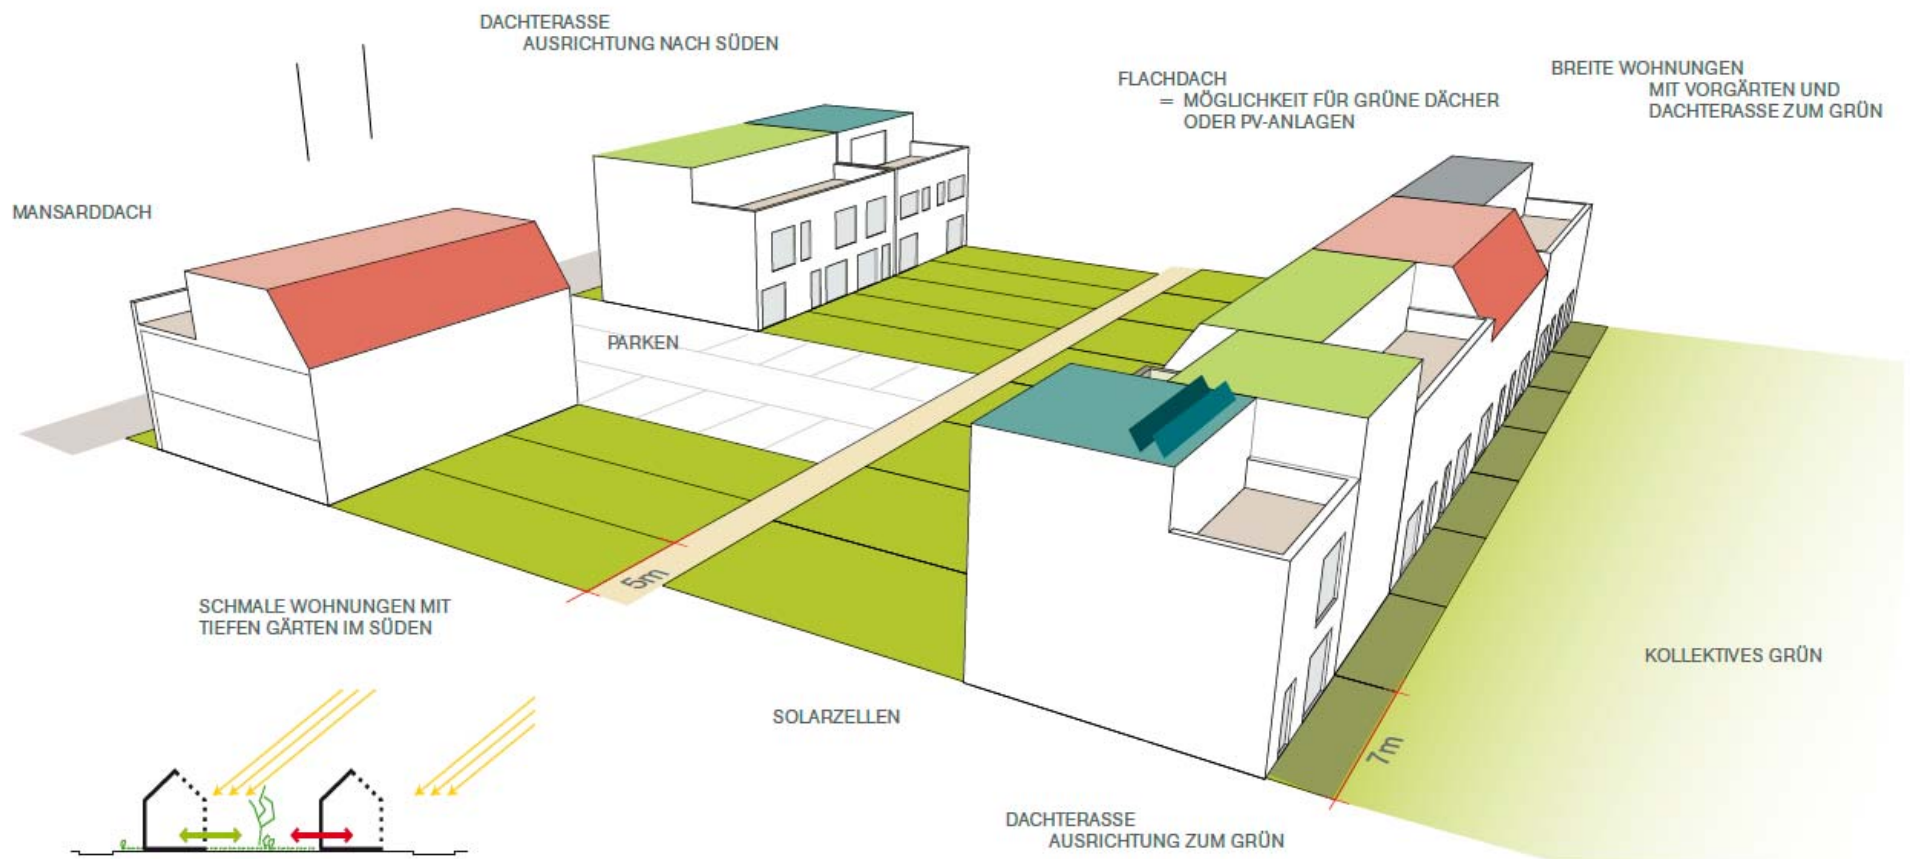 DACHTERASSE
AUSRICHTUNG NACH SÜDEN
FLACHDACH
= MÖGLICHKEIT FÜR GRÜNE DÄCHER
ODER PV-ANLAGEN
BREITE WOHNUNGEN
MIT VORGÄRTEN UND
DACHTERASSE ZUM GRÜN
MANSARDDACH
PARKEN
5m
SCHMALE WOHNUNGEN MIT
TIEFEN GÄRTEN IM SÜDEN
KOLLEKTIVES GRÜN
SOLARZELLEN
7m
DACHTERASSE
AUSRICHTUNG ZUM GRÜN